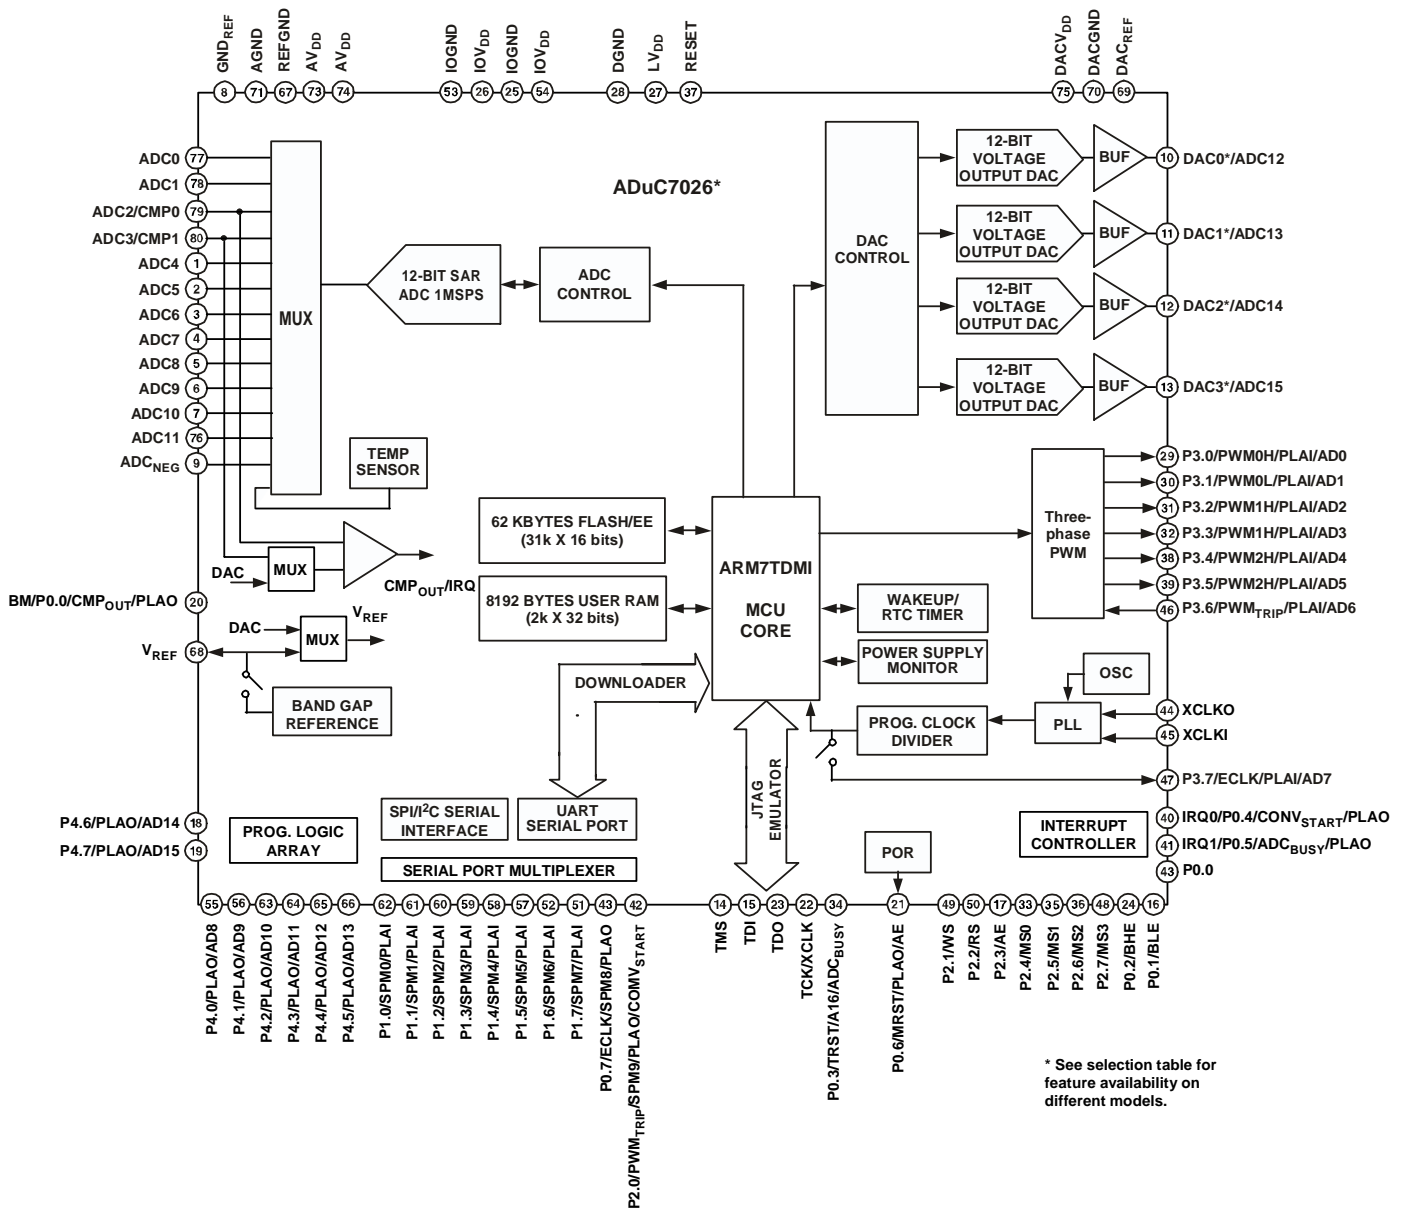 GND_REF
AGND
REFGND
AV_DD
AV_DD
IOGND
IOV_DD
IOGND
IOV_DD
DGND
LV_DD
RESET
DACV_DD
DACGND
DAC_REF
8
71
67
73
74
53
26
25
54
28
27
37
75
70
69
ADuC7026*
ADC0 77
ADC1 78
ADC2/CMP0 79
ADC3/CMP1 80
ADC4 1
ADC5 2
ADC6 3
ADC7 4
ADC8 5
ADC9 6
ADC10 7
ADC11 76
ADC_NEG 9
MUX
12-BIT SAR
ADC 1MSPS
ADC
CONTROL
TEMP
SENSOR
DAC
CONTROL
12-BIT
VOLTAGE
OUTPUT DAC
BUF
10 DAC0*/ADC12
12-BIT
VOLTAGE
OUTPUT DAC
BUF
11 DAC1*/ADC13
12-BIT
VOLTAGE
OUTPUT DAC
BUF
12 DAC2*/ADC14
12-BIT
VOLTAGE
OUTPUT DAC
BUF
13 DAC3*/ADC15
62 KBYTES FLASH/EE
(31k X 16 bits)
8192 BYTES USER RAM
(2k X 32 bits)
ARM7TDMI
MCU
CORE
Three-
phase
PWM
29 P3.0/PWM0H/PLAI/AD0
30 P3.1/PWM0L/PLAI/AD1
31 P3.2/PWM1H/PLAI/AD2
32 P3.3/PWM1H/PLAI/AD3
38 P3.4/PWM2H/PLAI/AD4
39 P3.5/PWM2H/PLAI/AD5
46 P3.6/PWM_TRIP/PLAI/AD6
DAC
MUX
CMP_OUT/IRQ
BM/P0.0/CMP_OUT/PLAO 20
DAC
MUX
V_REF
V_REF 68
BAND GAP
REFERENCE
WAKEUP/
RTC TIMER
POWER SUPPLY
MONITOR
PROG. CLOCK
DIVIDER
OSC
PLL
44 XCLKO
45 XCLKI
47 P3.7/ECLK/PLAI/AD7
DOWNLOADER
JTAG
EMULATOR
SPI/I²C SERIAL
INTERFACE
UART
SERIAL PORT
SERIAL PORT MULTIPLEXER
P4.6/PLAO/AD14 18
P4.7/PLAO/AD15 19
PROG. LOGIC
ARRAY
POR
INTERRUPT
CONTROLLER
40 IRQ0/P0.4/CONV_START/PLAO
41 IRQ1/P0.5/ADC_BUSY/PLAO
43 P0.0
55
56
63
64
65
66
62
61
60
59
58
57
52
51
43
42
14
15
23
22
34
21
49
50
17
33
35
36
48
24
16
P4.0/PLAO/AD8
P4.1/PLAO/AD9
P4.2/PLAO/AD10
P4.3/PLAO/AD11
P4.4/PLAO/AD12
P4.5/PLAO/AD13
P1.0/SPM0/PLAI
P1.1/SPM1/PLAI
P1.2/SPM2/PLAI
P1.3/SPM3/PLAI
P1.4/SPM4/PLAI
P1.5/SPM5/PLAI
P1.6/SPM6/PLAI
P1.7/SPM7/PLAI
P0.7/ECLK/SPM8/PLAO
P2.0/PWM_TRIP/SPM9/PLAO/COMV_START
TMS
TDI
TDO
TCK/XCLK
P0.3/TRST/A16/ADC_BUSY
P0.6/MRST/PLAO/AE
P2.1/WS
P2.2/RS
P2.3/AE
P2.4/MS0
P2.5/MS1
P2.6/MS2
P2.7/MS3
P0.2/BHE
P0.1/BLE
* See selection table for
feature availability on
different models.